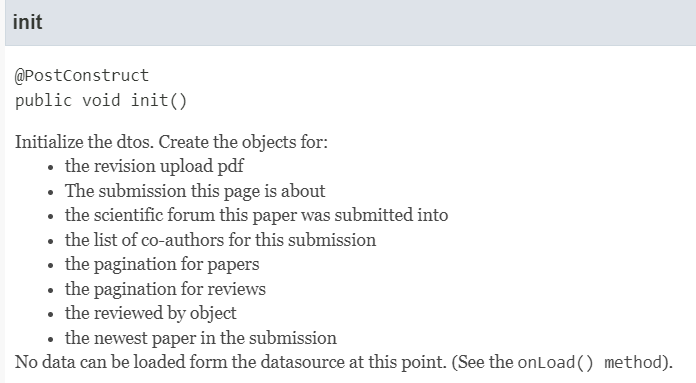 init
@PostConstruct
public void init()
Initialize the dtos. Create the objects for:
• the revision upload pdf
• The submission this page is about
• the scientific forum this paper was submitted into
• the list of co-authors for this submission
• the pagination for papers
• the pagination for reviews
• the reviewed by object
• the newest paper in the submission
No data can be loaded form the datasource at this point. (See the onLoad() method).